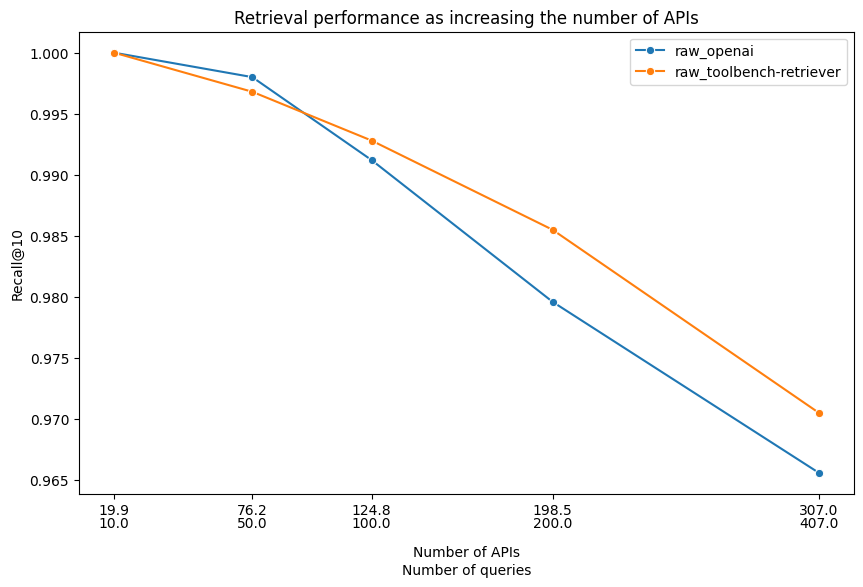 Retrieval performance as increasing the number of APIs
raw_openai
raw_toolbench-retriever
1.000
0.995
0.990
0.985
0.980
0.975
0.970
0.965
Recall@10
19.9 76.2 124.8 198.5 307.0
10.0 50.0 100.0 200.0 407.0
Number of APIs
Number of queries